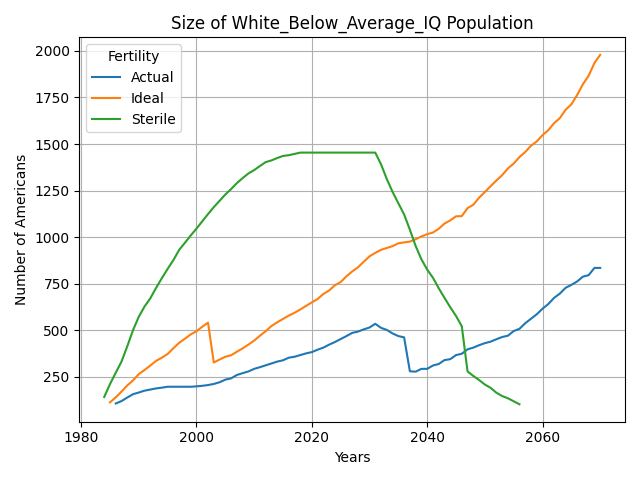 Size of White_Below_Average_IQ Population
Fertility
Actual
Ideal
Sterile
Number of Americans
2000
1750
1500
1250
1000
750
500
250
1980
2000
2020
2040
2060
Years